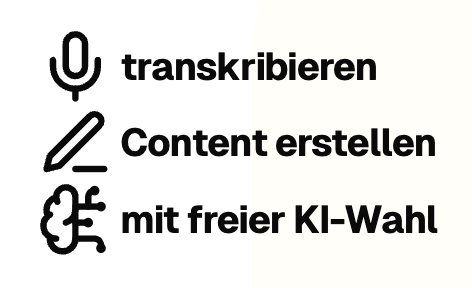 transkribieren
Content erstellen
mit freier KI-Wahl